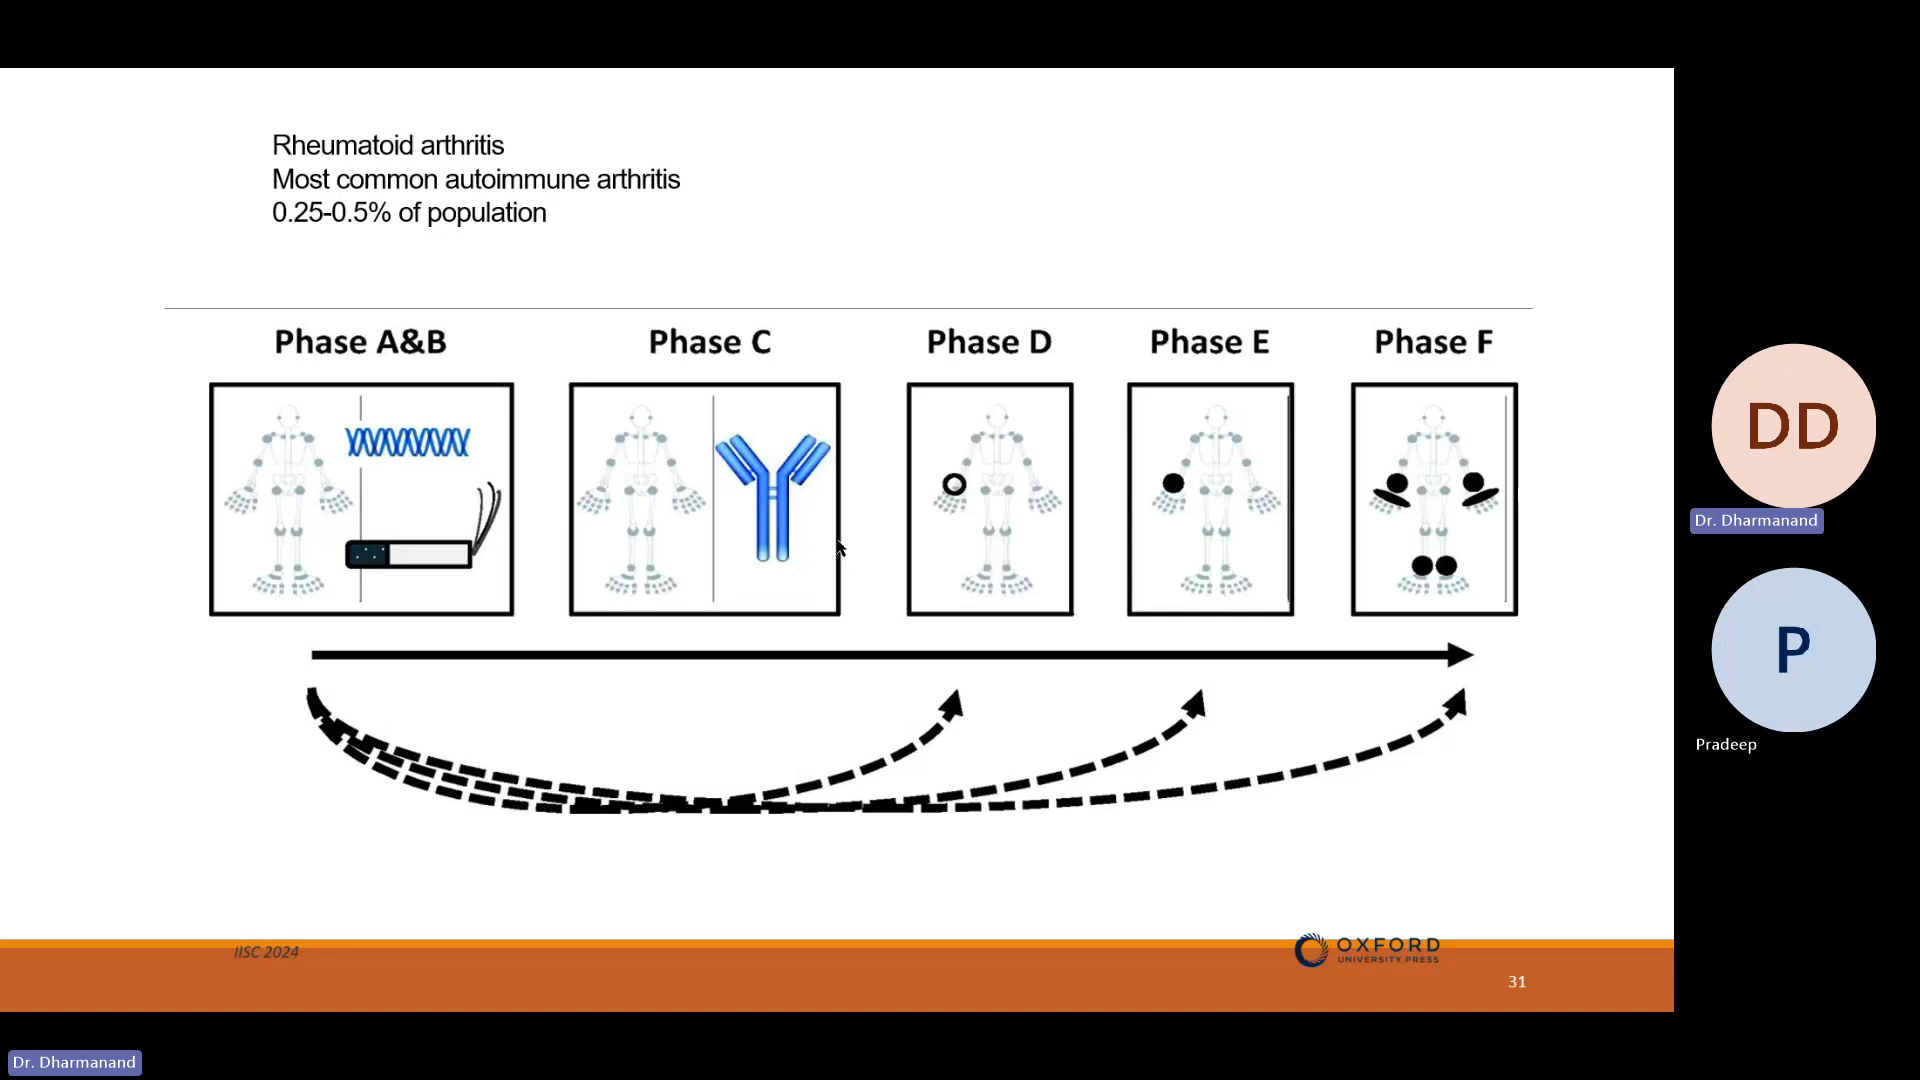 Rheumatoid arthritis
Most common autoimmune arthritis
0.25-0.5% of population
Phase A&B
Phase C
Phase D
Phase E
Phase F
IISC 2024
OXFORD
UNIVERSITY PRESS
31
DD
Dr. Dharmanand
P
Pradeep
Dr. Dharmanand